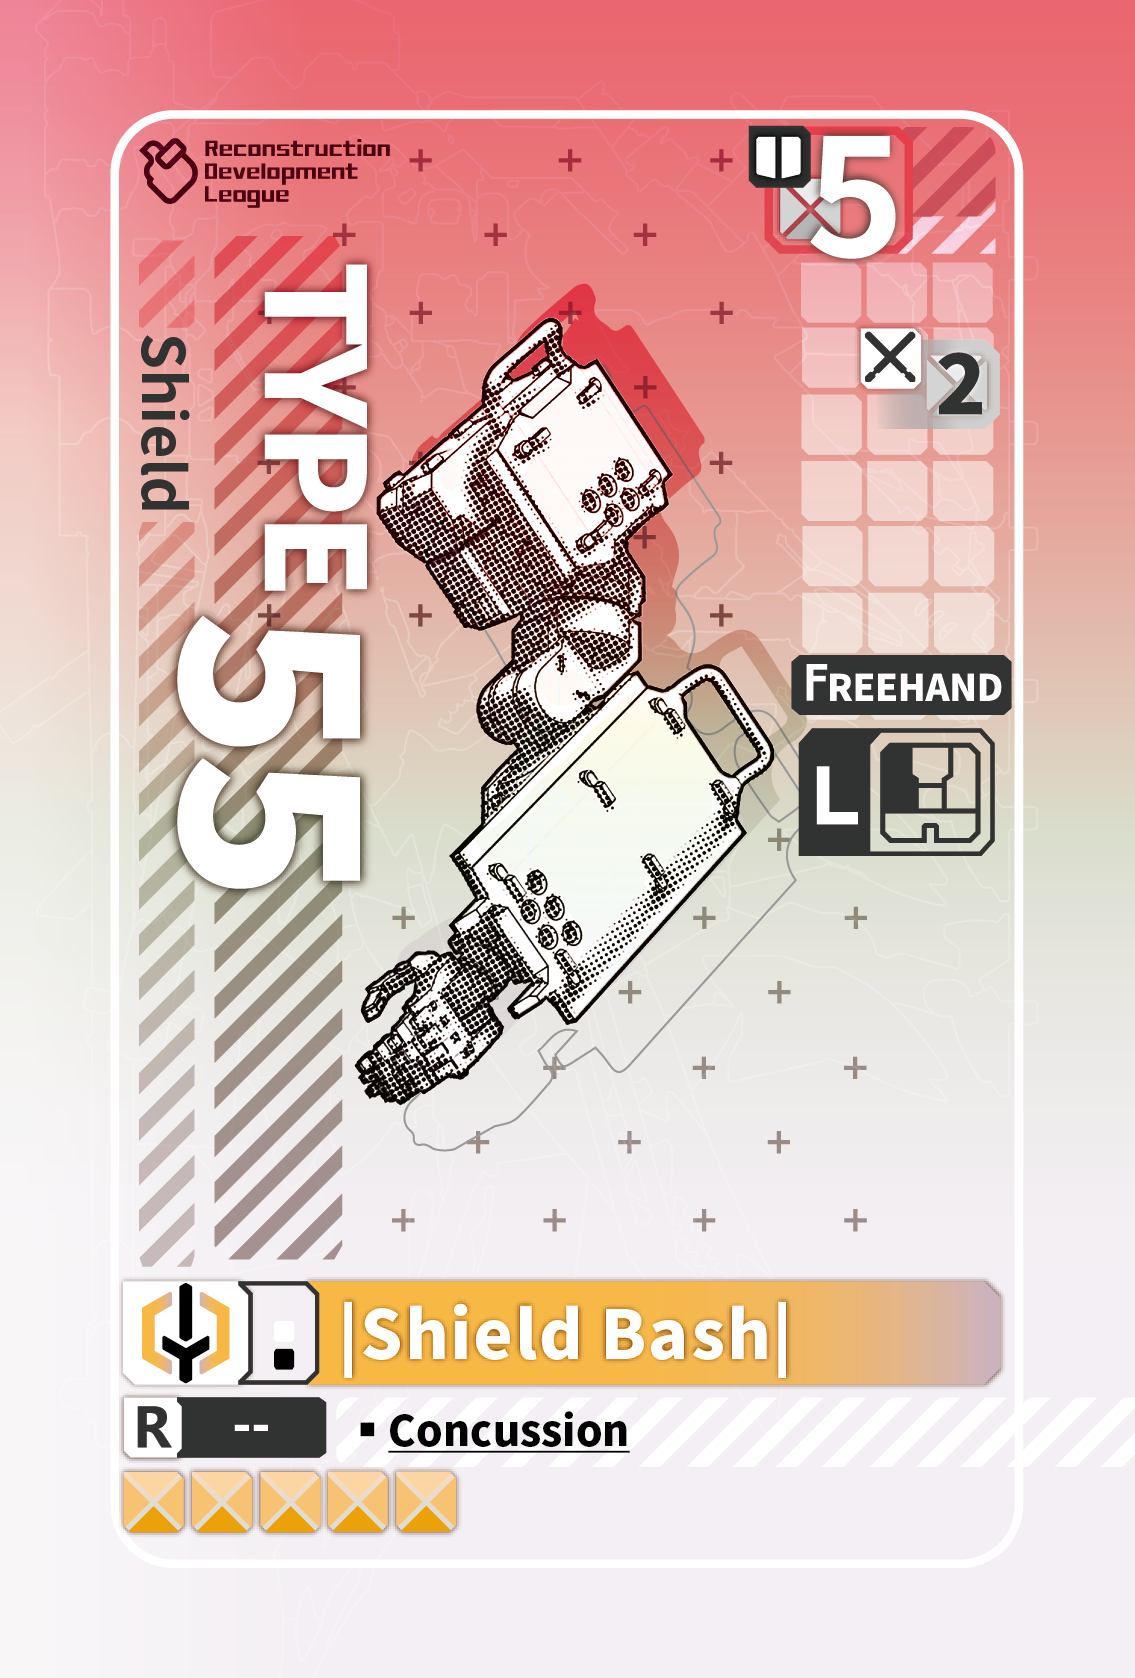 Reconstruction
Development
League
5
2
Shield
TYPE 55
FREEHAND
L
|Shield Bash|
R --
▪ Concussion